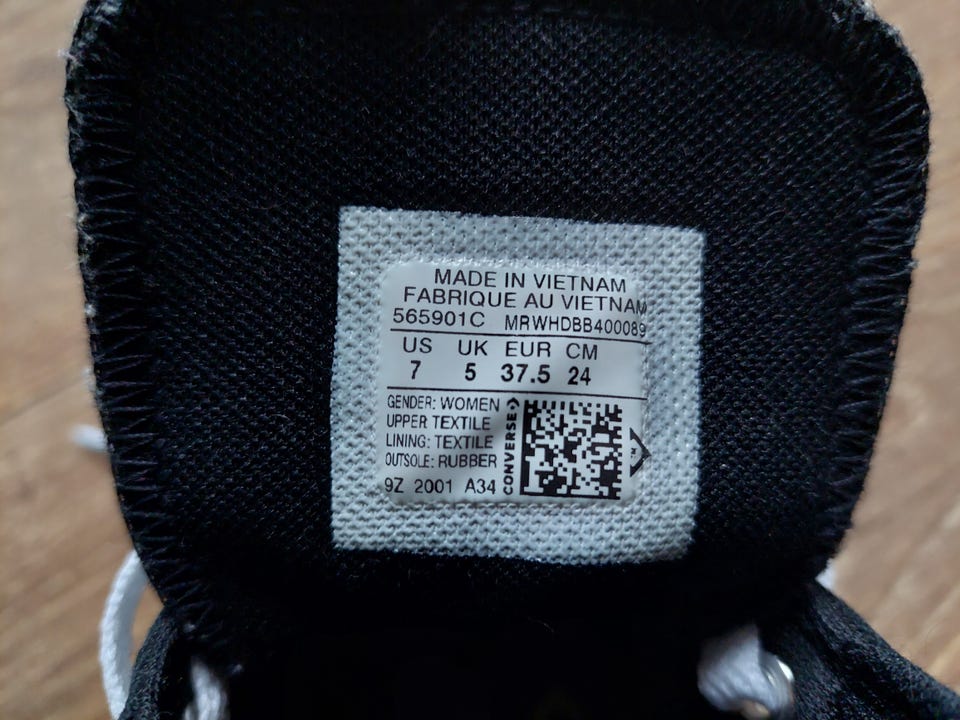 MADE IN VIETNAM
FABRIQUE AU VIETNAM
565901C MRWHDBB400089
US UK EUR CM
7 5 37.5 24
GENDER: WOMEN
UPPER TEXTILE
LINING: TEXTILE
OUTSOLE: RUBBER
9Z 2001 A34
CONVERSE
TM